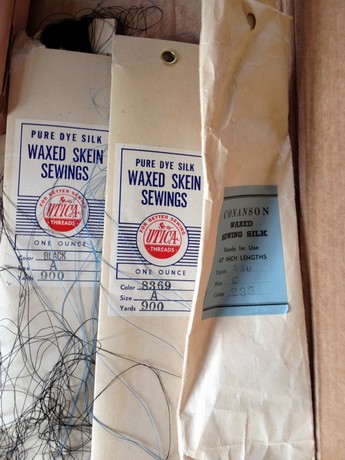 PURE DYE SILK
WAXED SKEIN
SEWINGS
FOR BETTER SEWING
UTICA
THREADS
ONE OUNCE
Color BLACK
Yards 900
PURE DYE SILK
WAXED SKEIN
SEWINGS
FOR BETTER SEWING
UTICA
THREADS
ONE OUNCE
Color 8369
Size A
Yards 900
CONANSON
WAXED
SEWING SILK
Ready for Use
47 INCH LENGTHS
Yards
Size C
Color